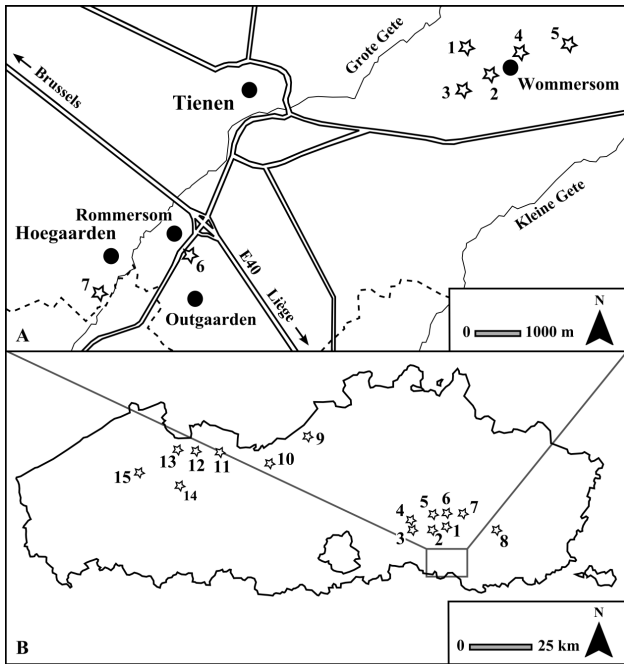 1
4
5
Grote Gete
Brussels
Tienen
2
Wommersom
3
Kleine Gete
Rommersom
Hoegaarden
6
E40
7
Outgaarden
Liège
N
0 1000 m
A
9
13 12 11
10
15
14
4 5 6 7
3 2 1 8
N
0 25 km
B